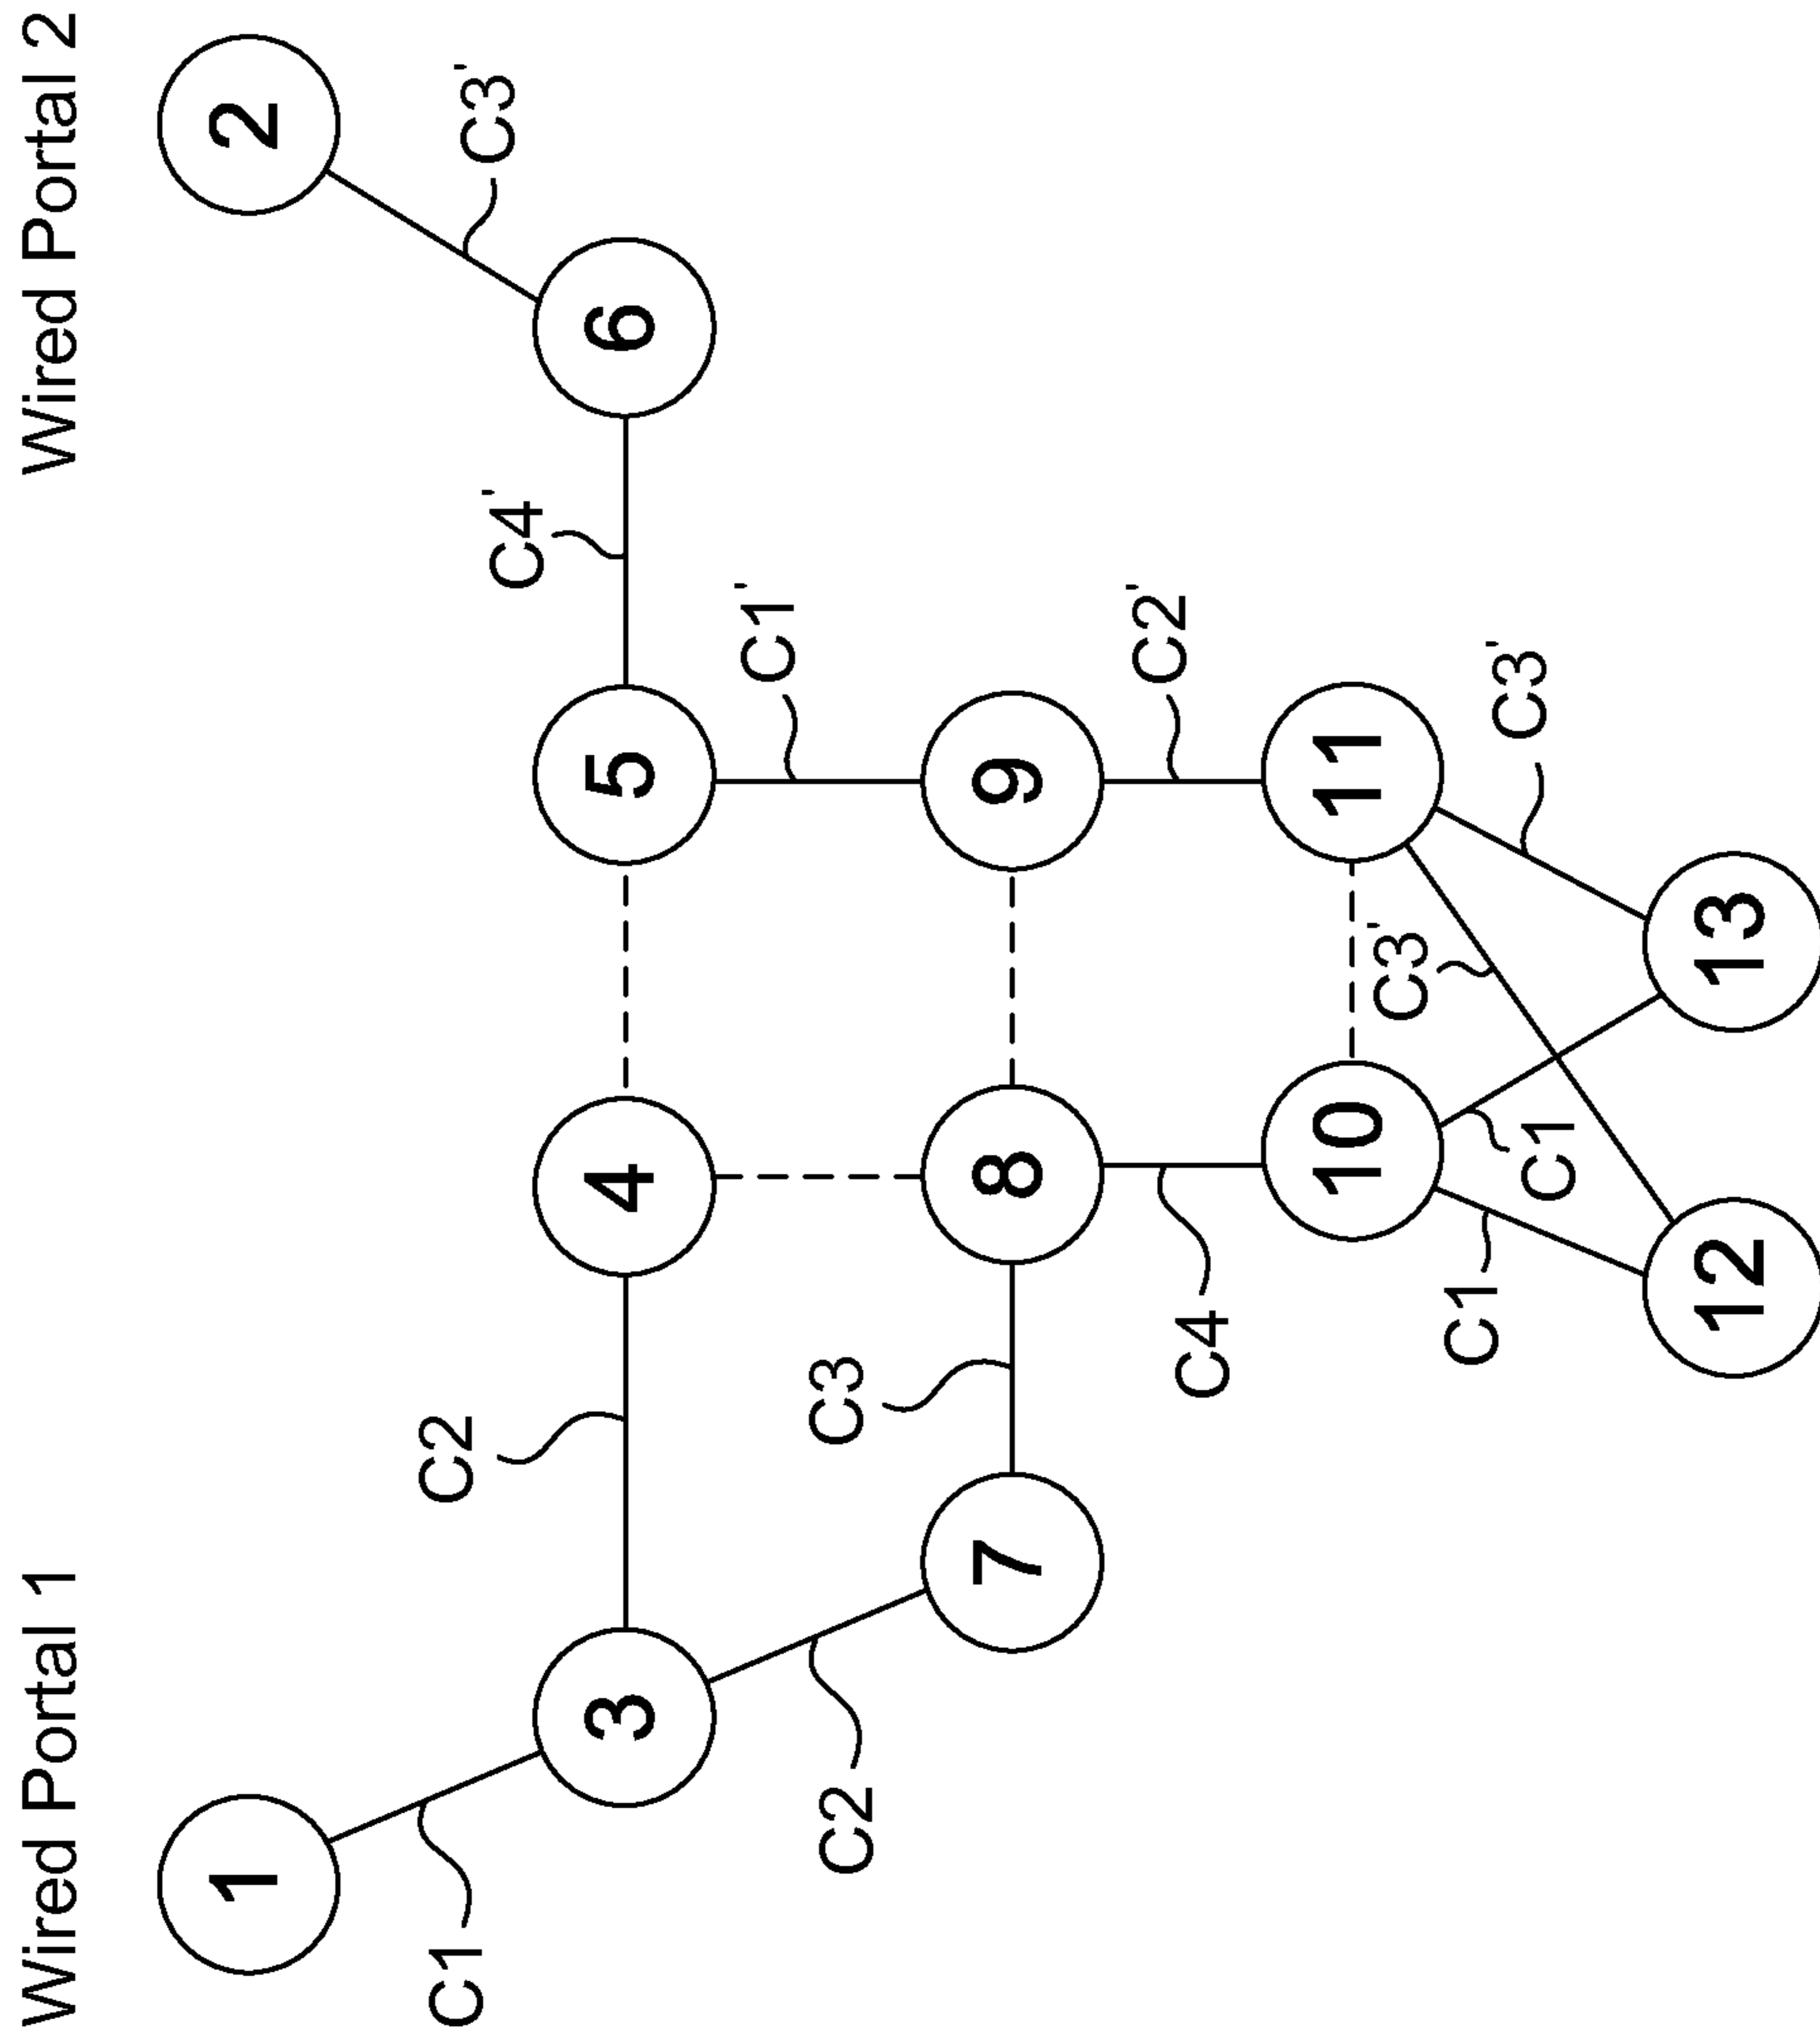 Wired Portal 1
Wired Portal 2
1
2
C1
C3'
C2
C4'
3
4
5
6
C2
C3
C1'
7
8
9
C4
C2'
10
11
C1
C1
C3'
C3'
12
13